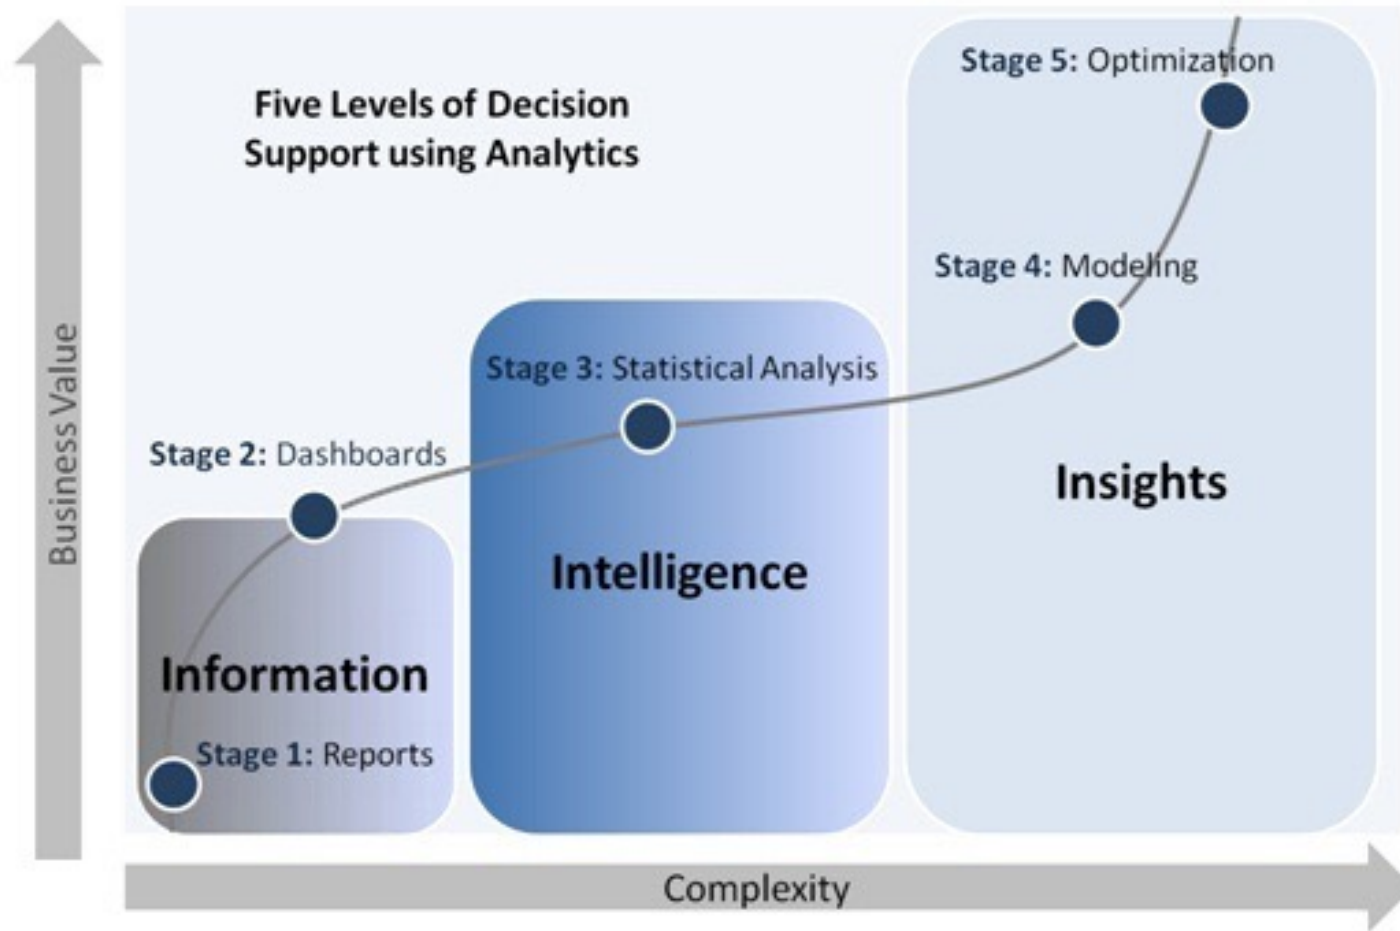 Five Levels of Decision
Support using Analytics
Stage 5: Optimization
Stage 4: Modeling
Stage 3: Statistical Analysis
Stage 2: Dashboards
Insights
Intelligence
Information
Stage 1: Reports
Business Value
Complexity